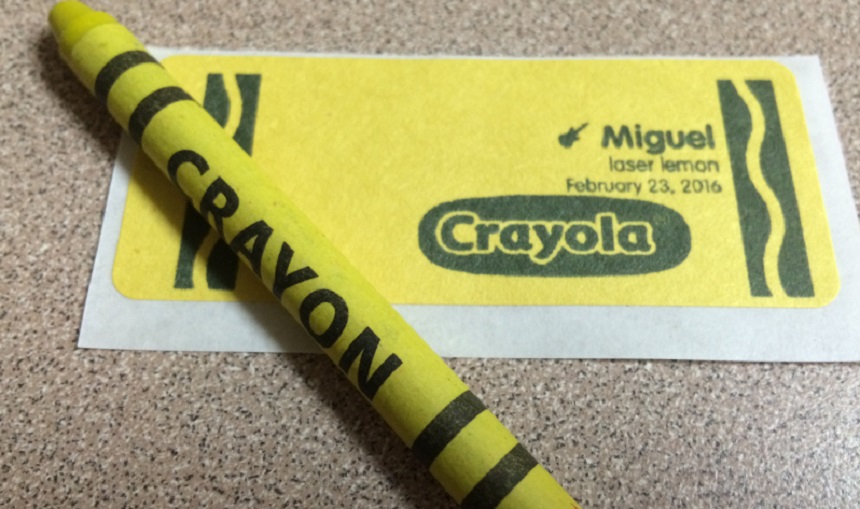 CRAYON
Miguel
laser lemon
February 23, 2016
Crayola